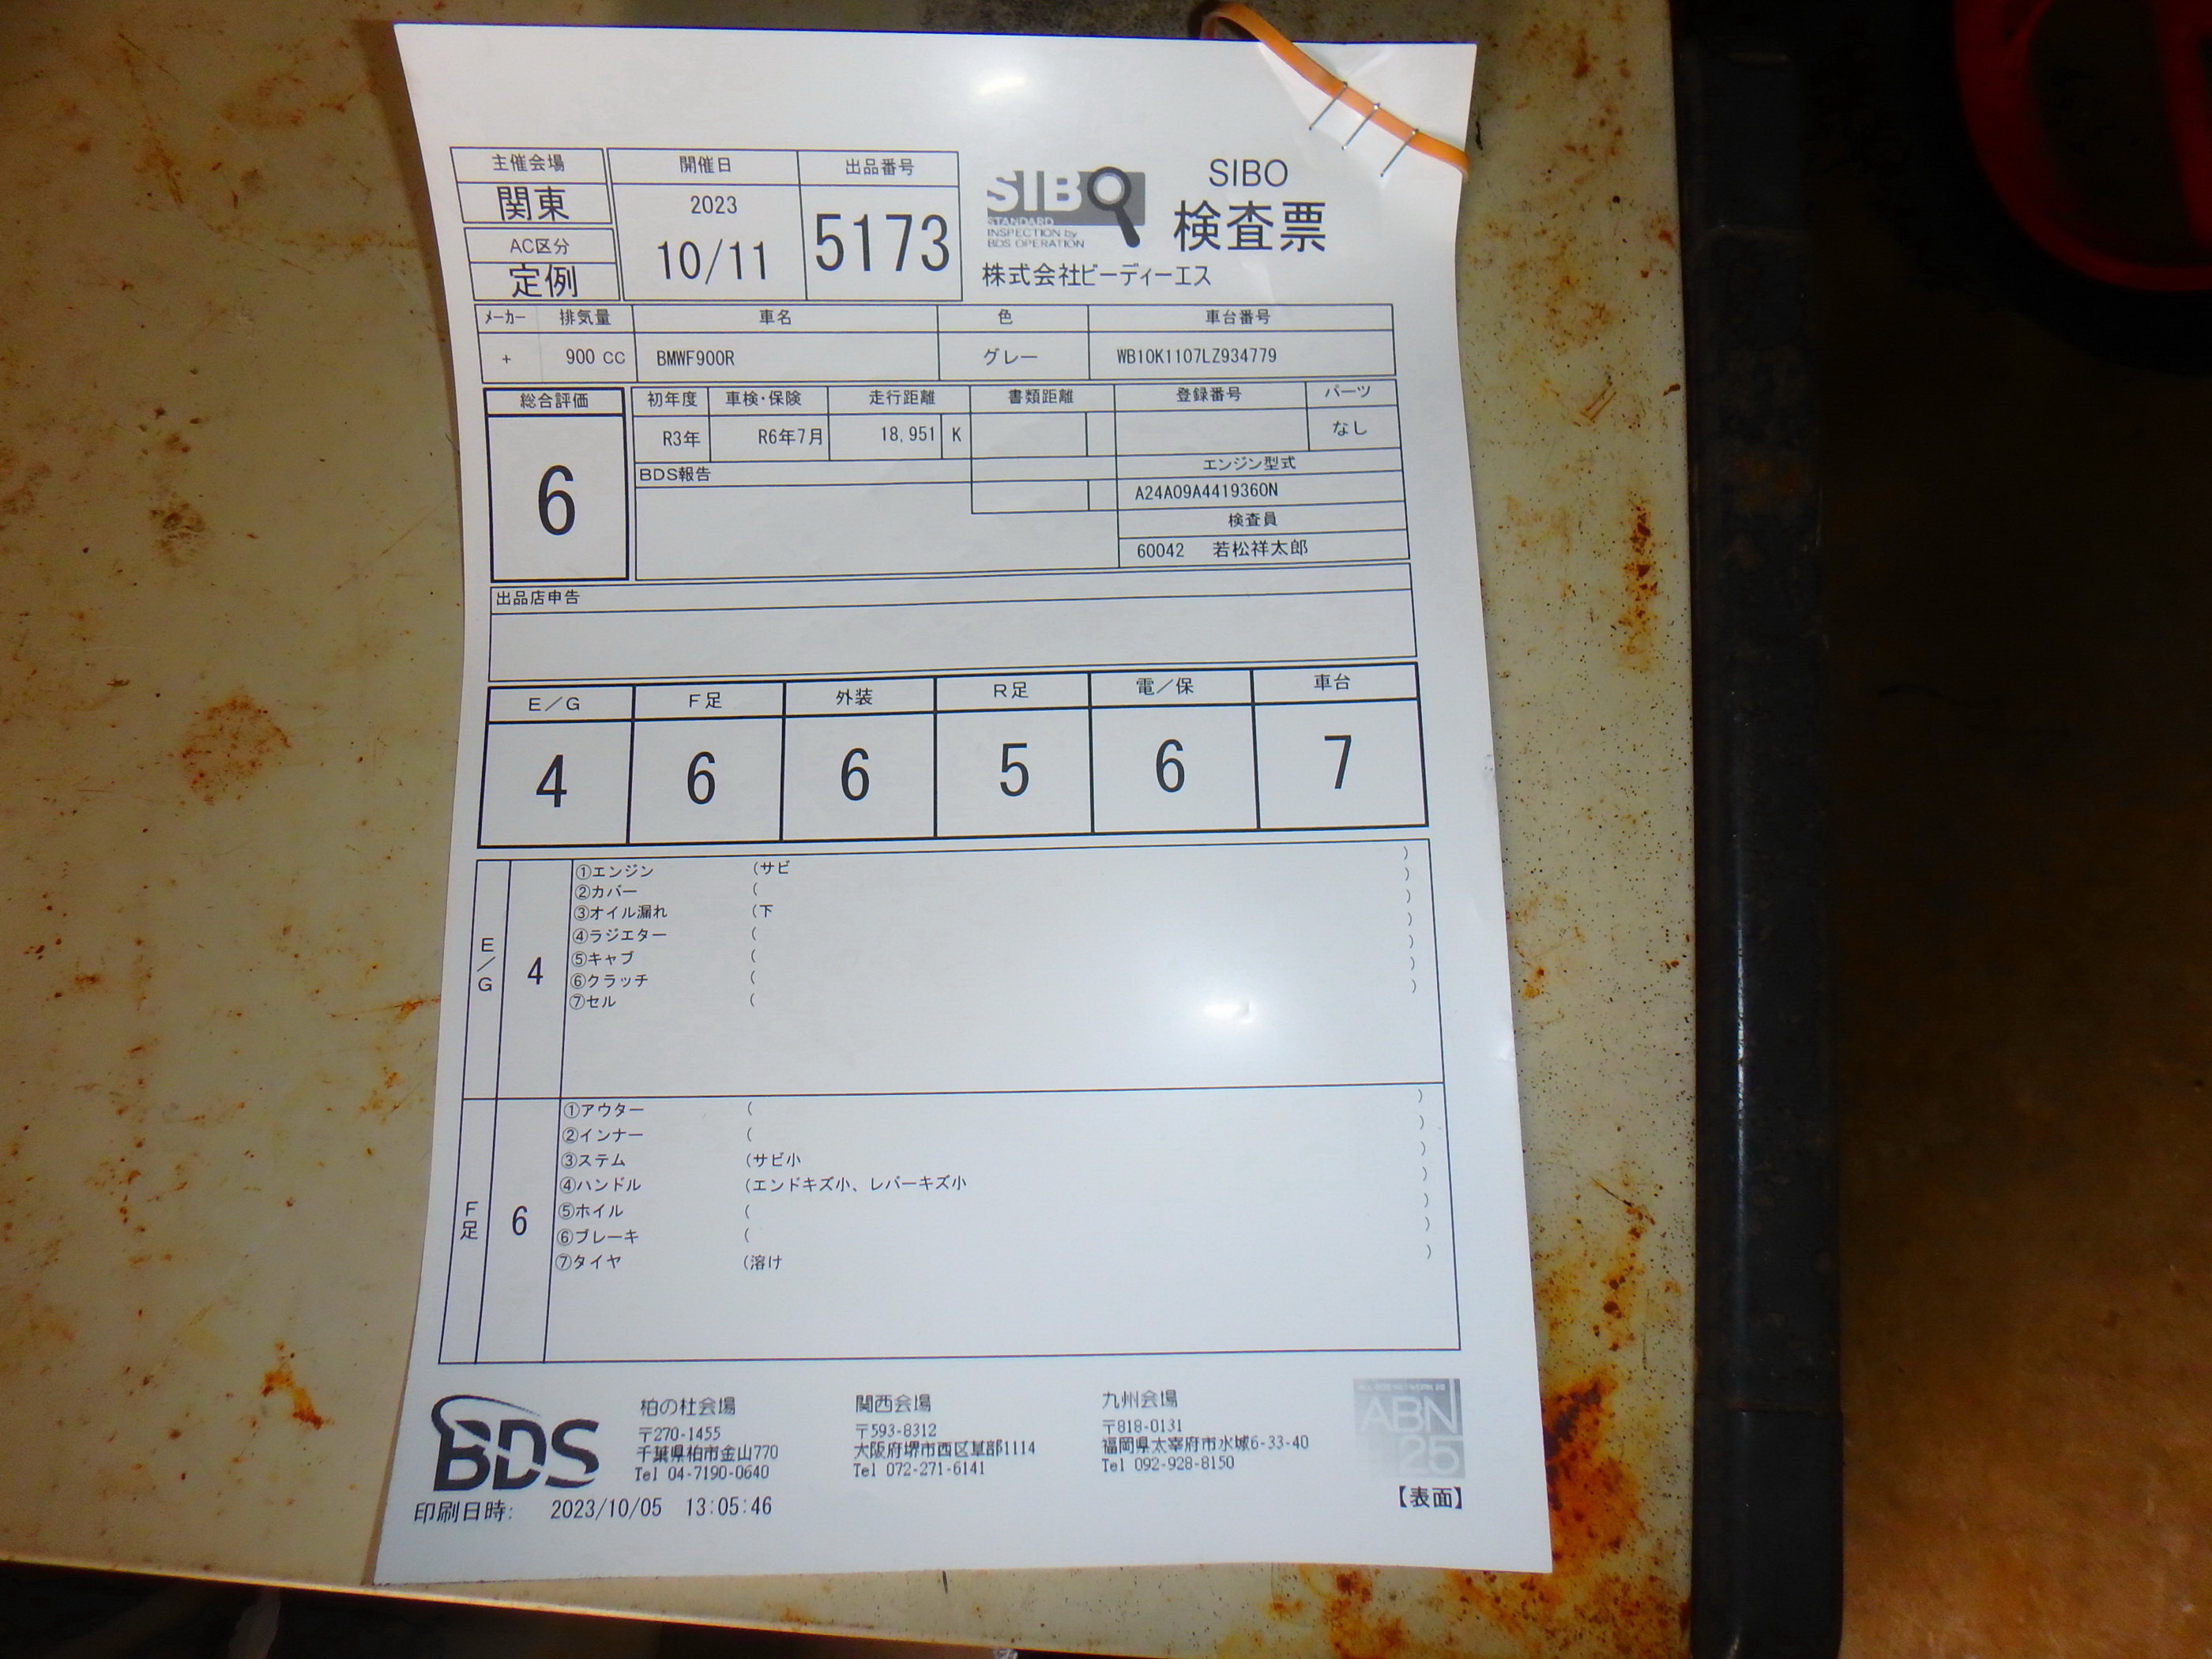 主催会場 開催日 出品番号
関東 2023 10/11 5173
AC区分
定例
SIBO
STANDARD
INSPECTION by
BDS OPERATION
SIBO
検査票
株式会社ビーディーエス
メーカー 排気量 車名 色 車台番号
+ 900 CC BMWF900R グレー WB10K1107LZ934779
総合評価 初年度 車検・保険 走行距離 書類距離 登録番号 パーツ
6 R3年 R6年7月 18,951 K なし
BDS報告 エンジン型式
A24A09A4419360N
検査員
60042 若松祥太郎
出品店申告
E/G F足 外装 R足 電/保 車台
4 6 6 5 6 7
E/G 4
①エンジン (サビ )
②カバー ( )
③オイル漏れ (下 )
④ラジエター ( )
⑤キャブ ( )
⑥クラッチ ( )
⑦セル ( )
F足 6
①アウター ( )
②インナー ( )
③ステム (サビ小 )
④ハンドル (エンドキズ小、レバーキズ小 )
⑤ホイル ( )
⑥ブレーキ ( )
⑦タイヤ (溶け )
BDS
柏の杜会場
〒270-1455
千葉県柏市金山770
Tel 04-7190-0640
関西会場
〒593-8312
大阪府堺市西区草部1114
Tel 072-271-6141
九州会場
〒818-0131
福岡県太宰府市水城6-33-40
Tel 092-928-8150
ABN
25
印刷日時: 2023/10/05 13:05:46
【表面】